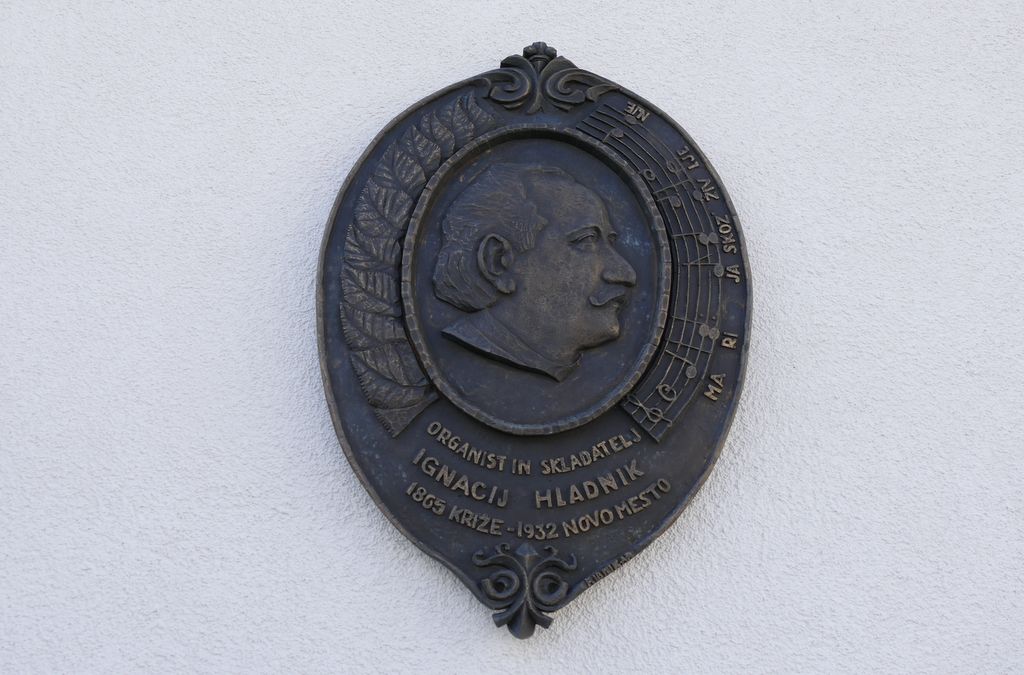 MA RI JA SKOZ ŽIV LJE NJE
ORGANIST IN SKLADATELJ
IGNACIJ HLADNIK
1865 KRIŽE - 1932 NOVO MESTO